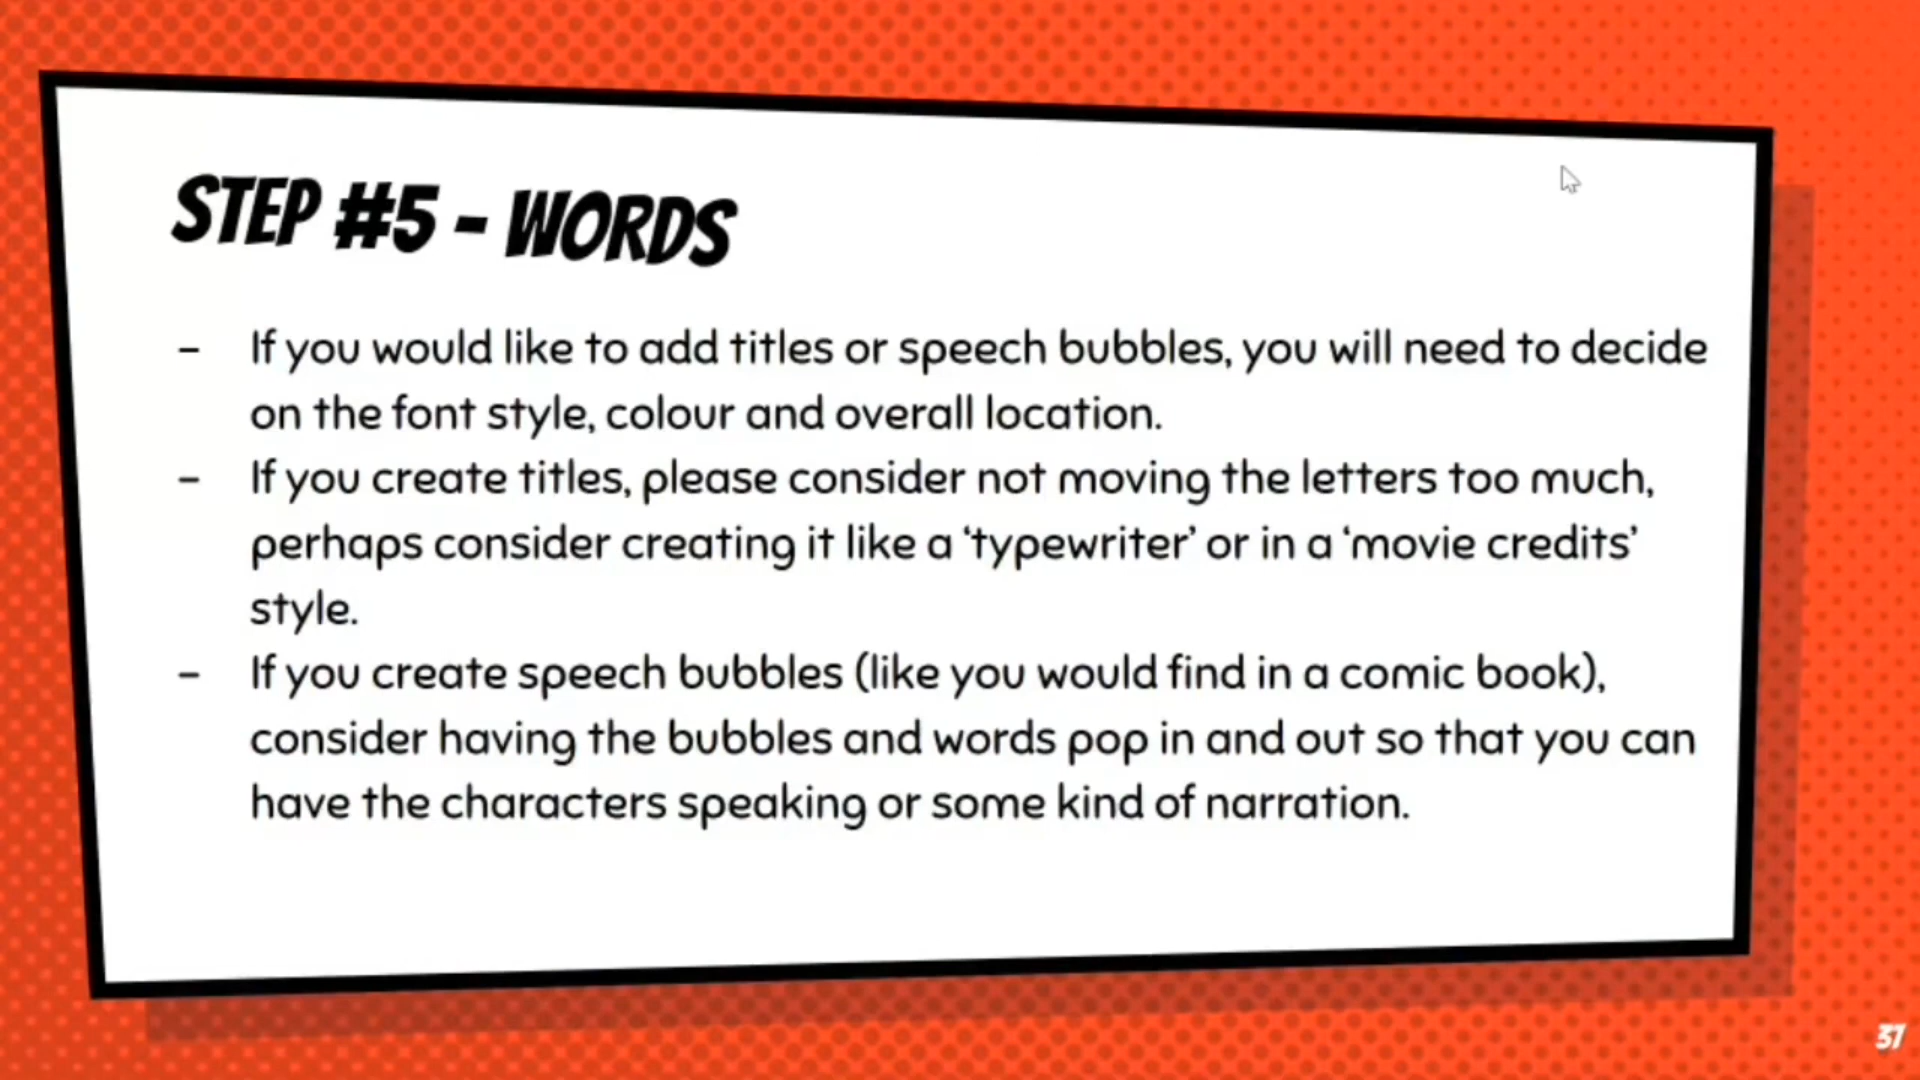 STEP #5 - WORDS
- If you would like to add titles or speech bubbles, you will need to decide
on the font style, colour and overall location.
- If you create titles, please consider not moving the letters too much,
perhaps consider creating it like a ‘typewriter’ or in a ‘movie credits’
style.
- If you create speech bubbles (like you would find in a comic book),
consider having the bubbles and words pop in and out so that you can
have the characters speaking or some kind of narration.
37